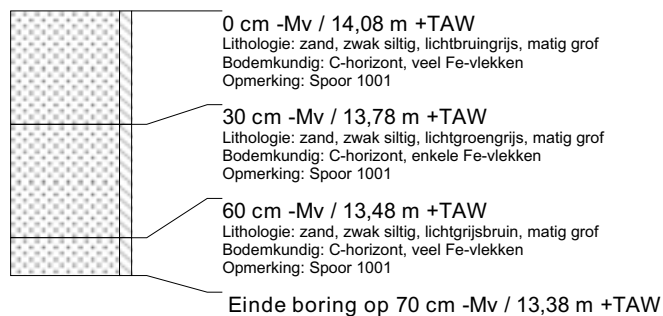 0 cm -Mv / 14,08 m +TAW
Lithologie: zand, zwak siltig, lichtbruingrijs, matig grof
Bodemkundig: C-horizont, veel Fe-vlekken
Opmerking: Spoor 1001
30 cm -Mv / 13,78 m +TAW
Lithologie: zand, zwak siltig, lichtgroengrijs, matig grof
Bodemkundig: C-horizont, enkele Fe-vlekken
Opmerking: Spoor 1001
60 cm -Mv / 13,48 m +TAW
Lithologie: zand, zwak siltig, lichtgrijsbruin, matig grof
Bodemkundig: C-horizont, veel Fe-vlekken
Opmerking: Spoor 1001
Einde boring op 70 cm -Mv / 13,38 m +TAW